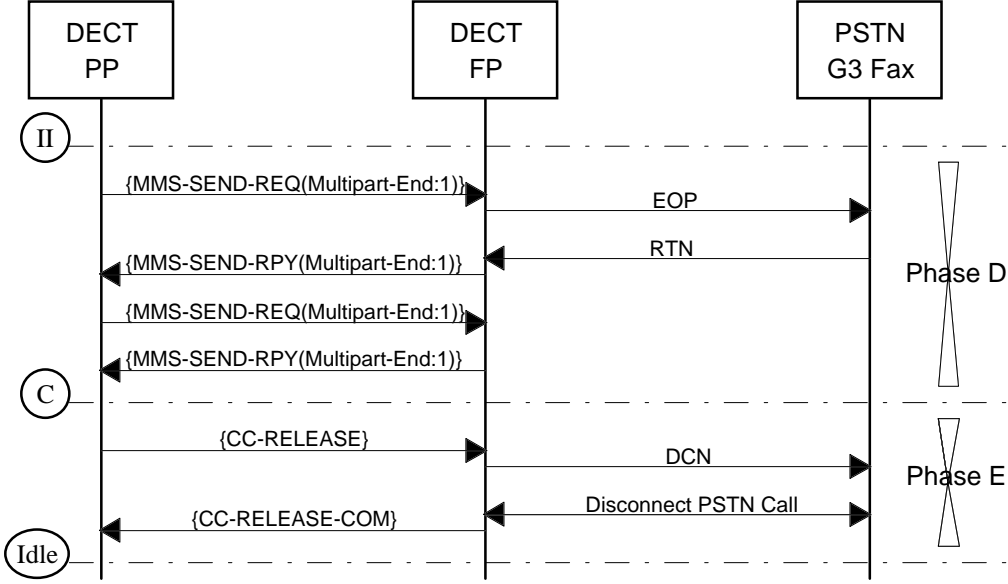 DECT
PP
DECT
FP
PSTN
G3 Fax
II
{MMS-SEND-REQ(Multipart-End:1)}
EOP
RTN
{MMS-SEND-RPY(Multipart-End:1)}
Phase D
{MMS-SEND-REQ(Multipart-End:1)}
{MMS-SEND-RPY(Multipart-End:1)}
C
{CC-RELEASE}
DCN
Phase E
Disconnect PSTN Call
{CC-RELEASE-COM}
Idle